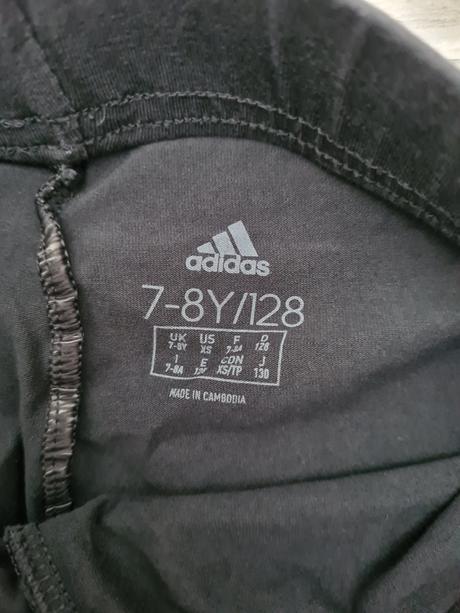 adidas
7-8Y/128
UK US F D
7-8Y XS 7-8A 128
I E CDN J
7-8A XS/TP 130
MADE IN CAMBODIA